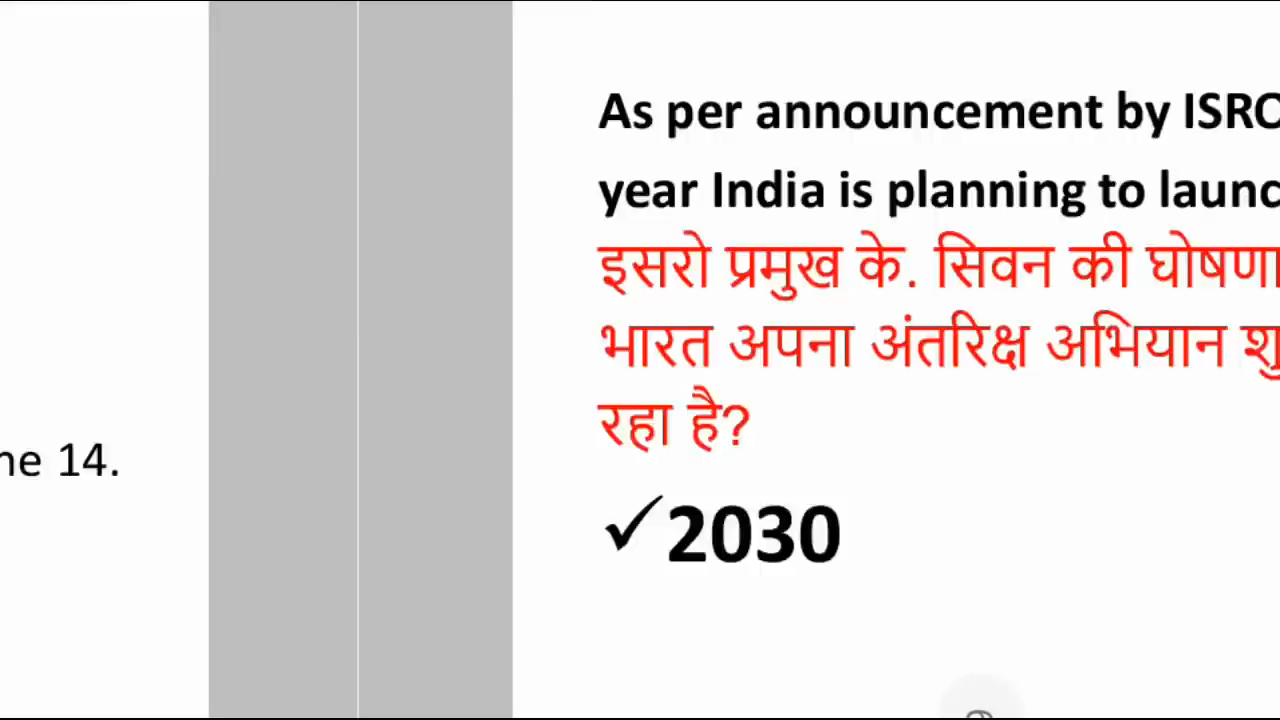 As per announcement by ISRO
year India is planning to launc
इसरो प्रमुख के. सिवन की घोषणा
भारत अपना अंतरिक्ष अभियान शु
रहा है?
ne 14.
✓2030